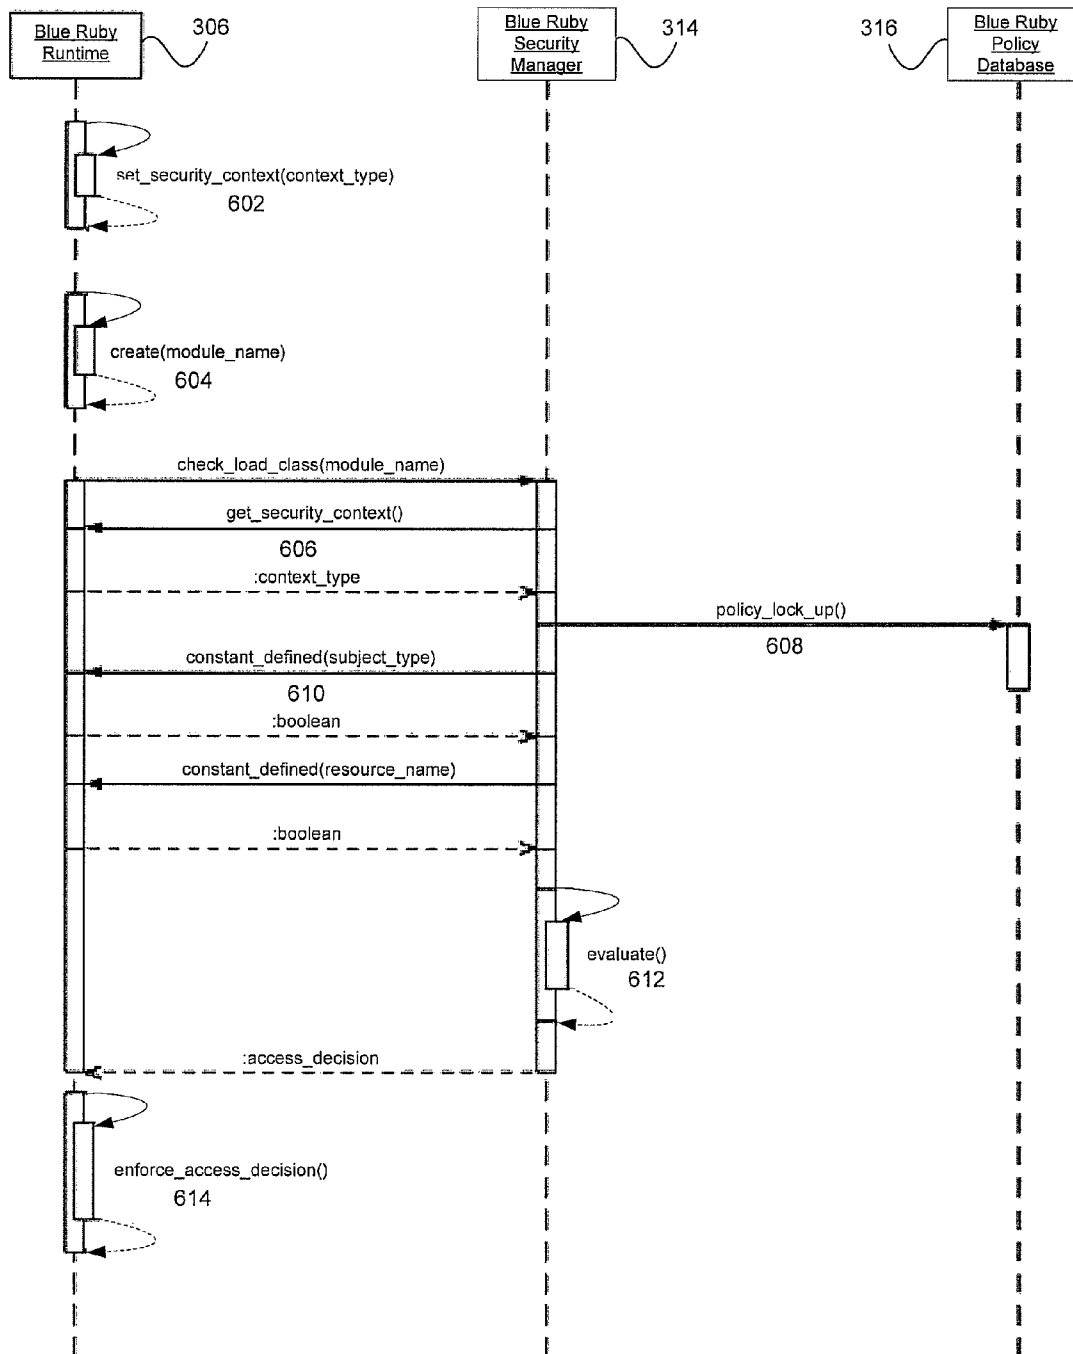 Blue Ruby
Runtime
306
Blue Ruby
Security
Manager
314
316
Blue Ruby
Policy
Database
set_security_context(context_type)
602
create(module_name)
604
check_load_class(module_name)
get_security_context()
606
:context_type
policy_lock_up()
608
constant_defined(subject_type)
610
:boolean
constant_defined(resource_name)
:boolean
evaluate()
612
:access_decision
enforce_access_decision()
614